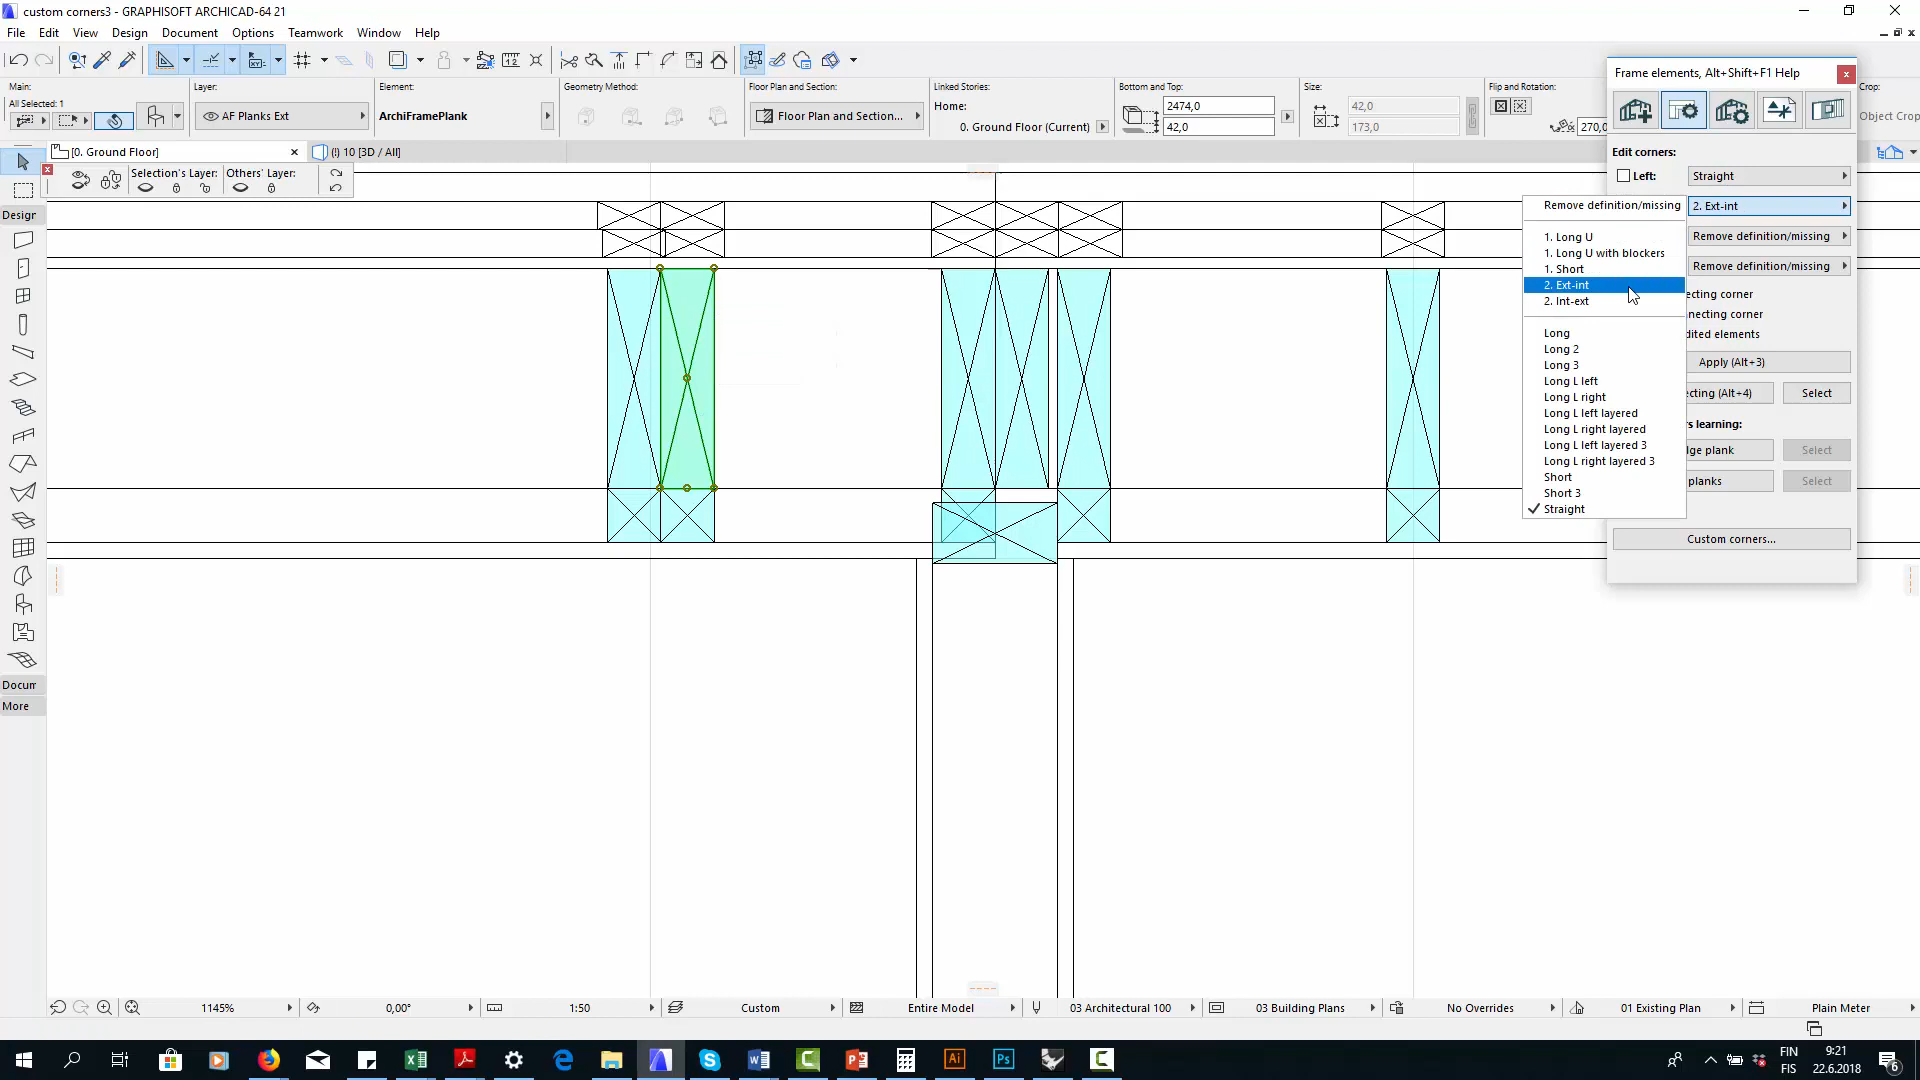 custom corners3 - GRAPHISOFT ARCHICAD-64 21
File Edit View Design Document Options Teamwork Window Help
Main:
All Selected: 1
Layer:
AF Planks Ext
Element:
ArchiFramePlank
Geometry Method:
Floor Plan and Section:
Floor Plan and Section...
Linked Stories:
Home:
0. Ground Floor (Current)
Bottom and Top:
2474,0
42,0
Size:
42,0
173,0
Flip and Rotation:
270,0
Crop:
Object Crop
[0. Ground Floor]
(!) 10 [3D / All]
Selection's Layer:
Others' Layer:
Design
Docum
More
Frame elements, Alt+Shift+F1 Help
Edit corners:
Left:
Straight
2. Ext-int
Remove definition/missing
Remove definition/missing
ecting corner
nnecting corner
dited elements
Apply (Alt+3)
ecting (Alt+4)
Select
rs learning:
dge plank
Select
planks
Select
Custom corners...
Remove definition/missing
1. Long U
1. Long U with blockers
1. Short
2. Ext-int
2. Int-ext
Long
Long 2
Long 3
Long L left
Long L right
Long L left layered
Long L right layered
Long L left layered 3
Long L right layered 3
Short
Short 3
Straight
1145%
0,00°
1:50
Custom
Entire Model
03 Architectural 100
03 Building Plans
No Overrides
01 Existing Plan
Plain Meter
FIN
FIS
9:21
22.6.2018
6